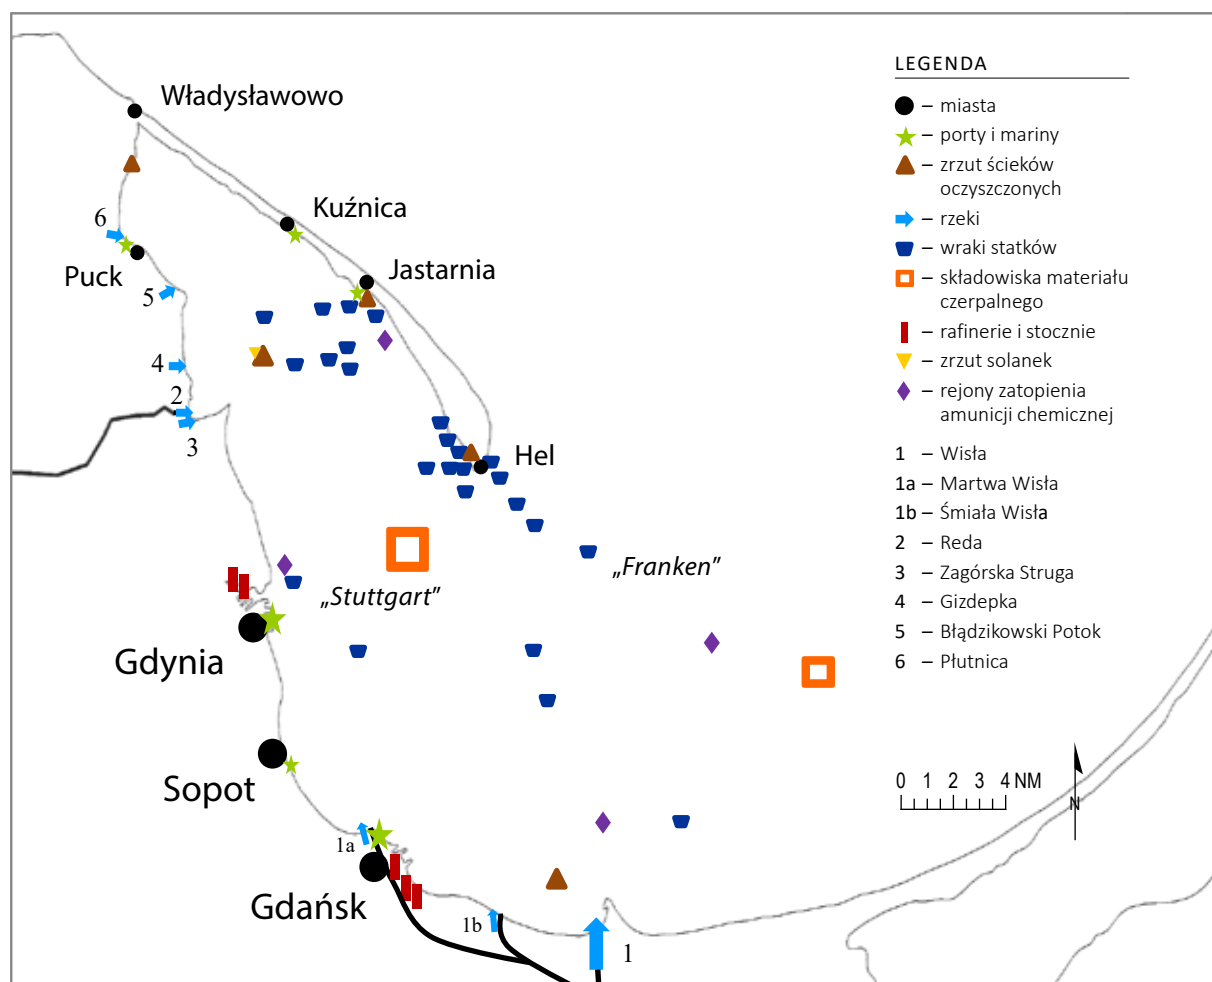 Władysławowo
Kuźnica
Jastarnia
6
Puck
5
4
2
3
Hel
„Franken”
„Stuttgart”
Gdynia
Sopot
1a
Gdańsk
1b
1
LEGENDA
– miasta
– porty i mariny
– zrzut ścieków
oczyszczonych
– rzeki
– wraki statków
– składowiska materiału
czerpalnego
– rafinerie i stocznie
– zrzut solanek
– rejony zatopienia
amunicji chemicznej
1 – Wisła
1a – Martwa Wisła
1b – Śmiała Wisła
2 – Reda
3 – Zagórska Struga
4 – Gizdepka
5 – Błądzikowski Potok
6 – Płutnica
0 1 2 3 4 NM
N